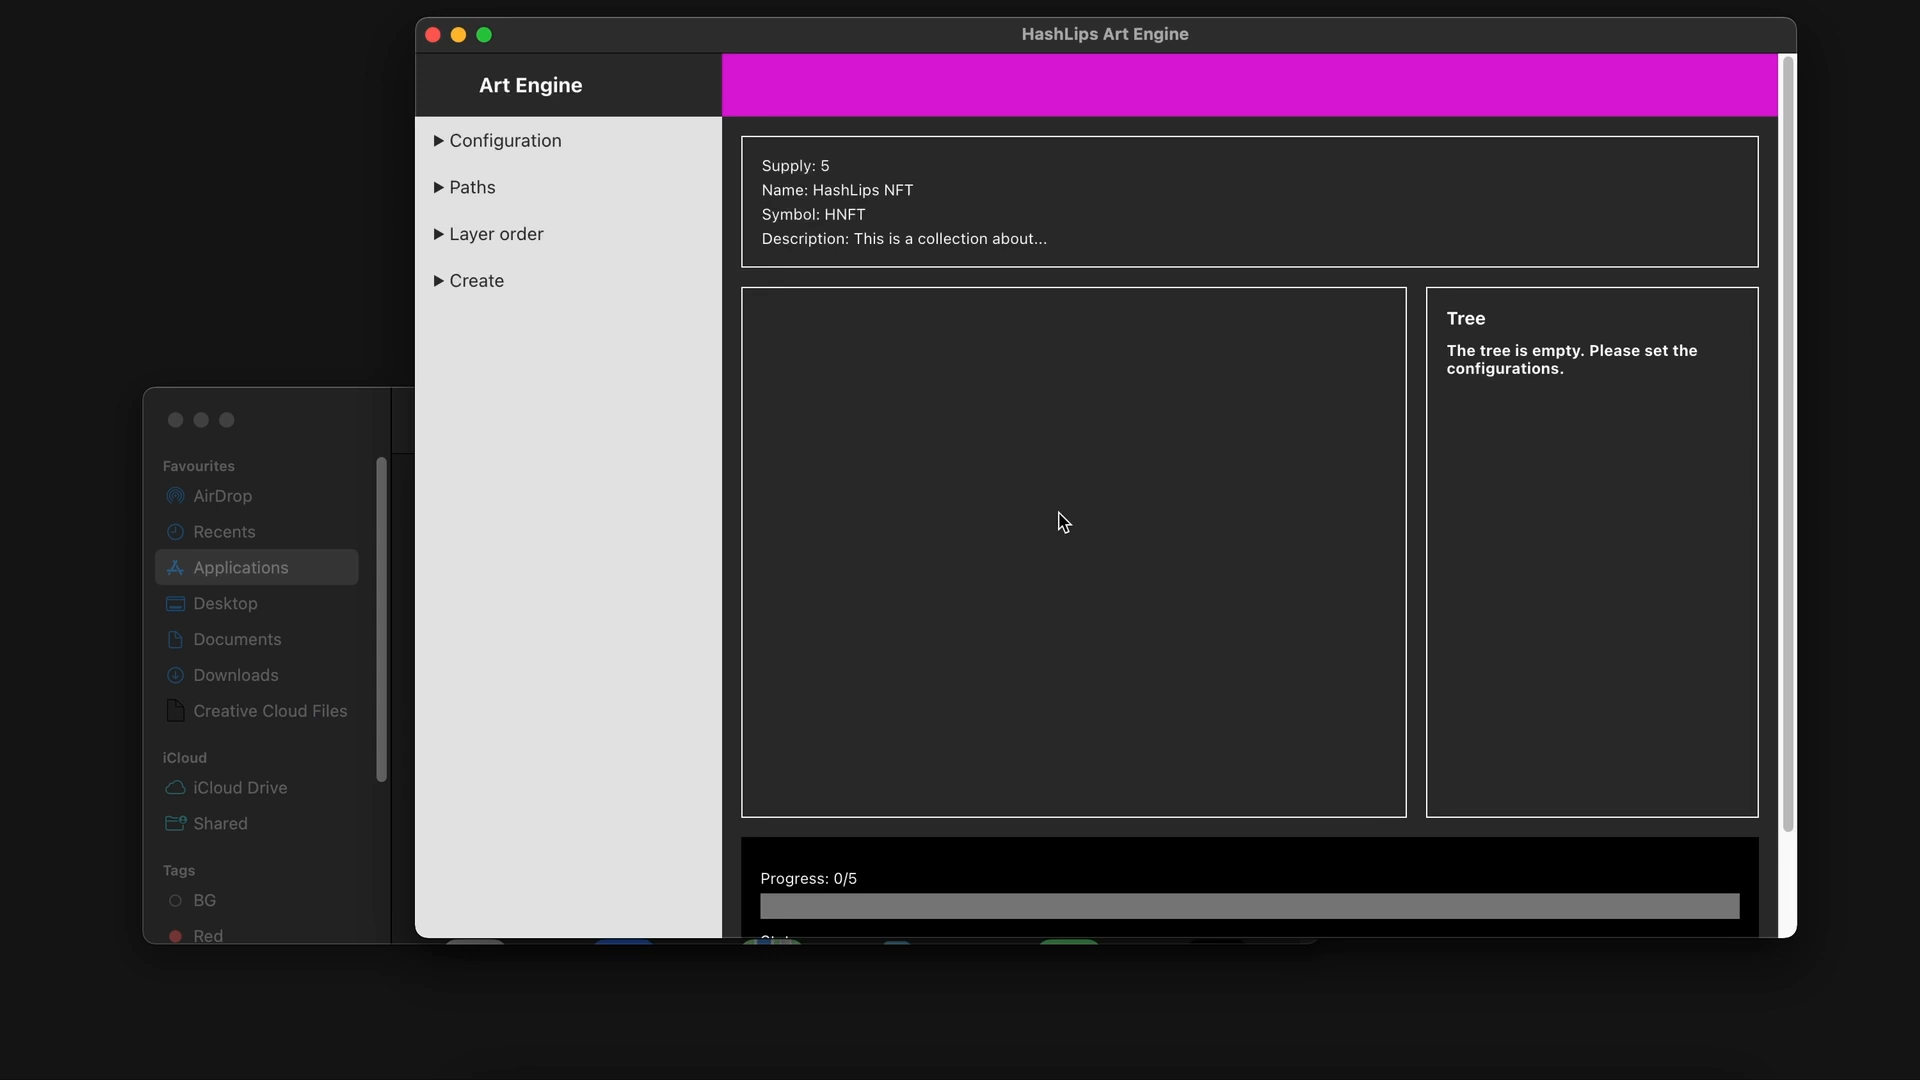 HashLips Art Engine
Art Engine
Configuration
Paths
Layer order
Create
Supply: 5
Name: HashLips NFT
Symbol: HNFT
Description: This is a collection about...
Tree
The tree is empty. Please set the
configurations.
Progress: 0/5
Favourites
AirDrop
Recents
Applications
Desktop
Documents
Downloads
Creative Cloud Files
iCloud
iCloud Drive
Shared
Tags
BG
Red